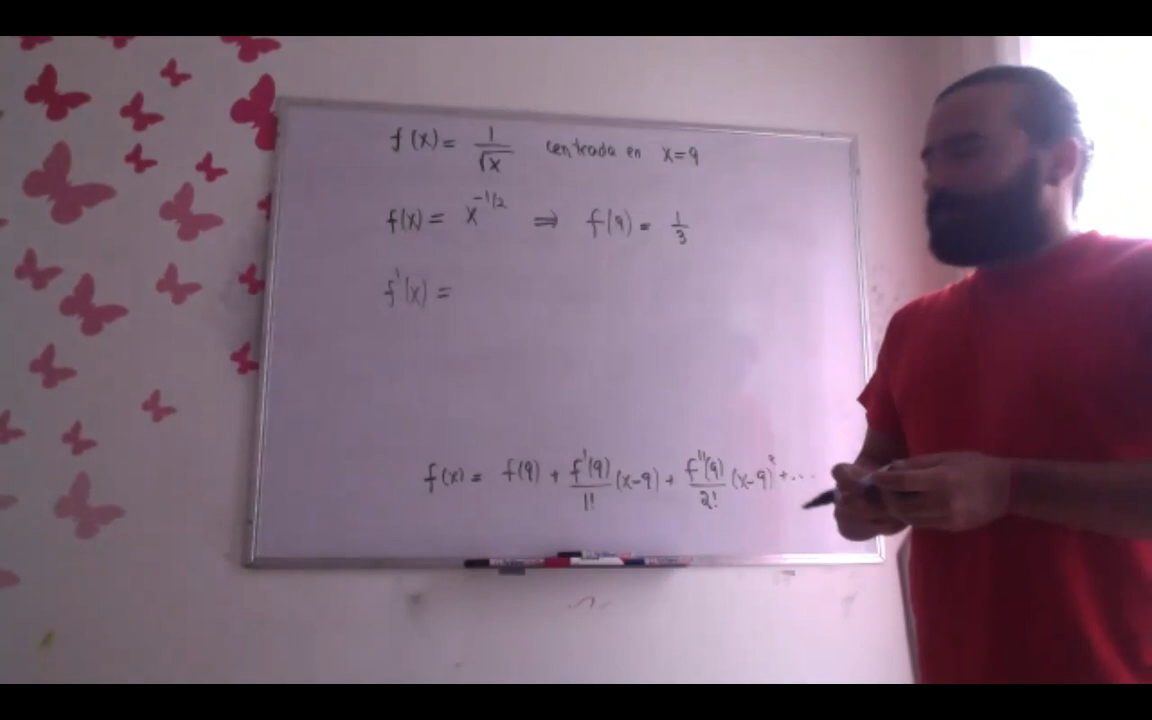 f(x) = 1/√x centrada en x=9
f(x) = x^(-1/2) ⇒ f(9) = 1/3
f'(x) =
f(x) = f(9) + f'(9)/1! (x-9) + f''(9)/2! (x-9)² + ...